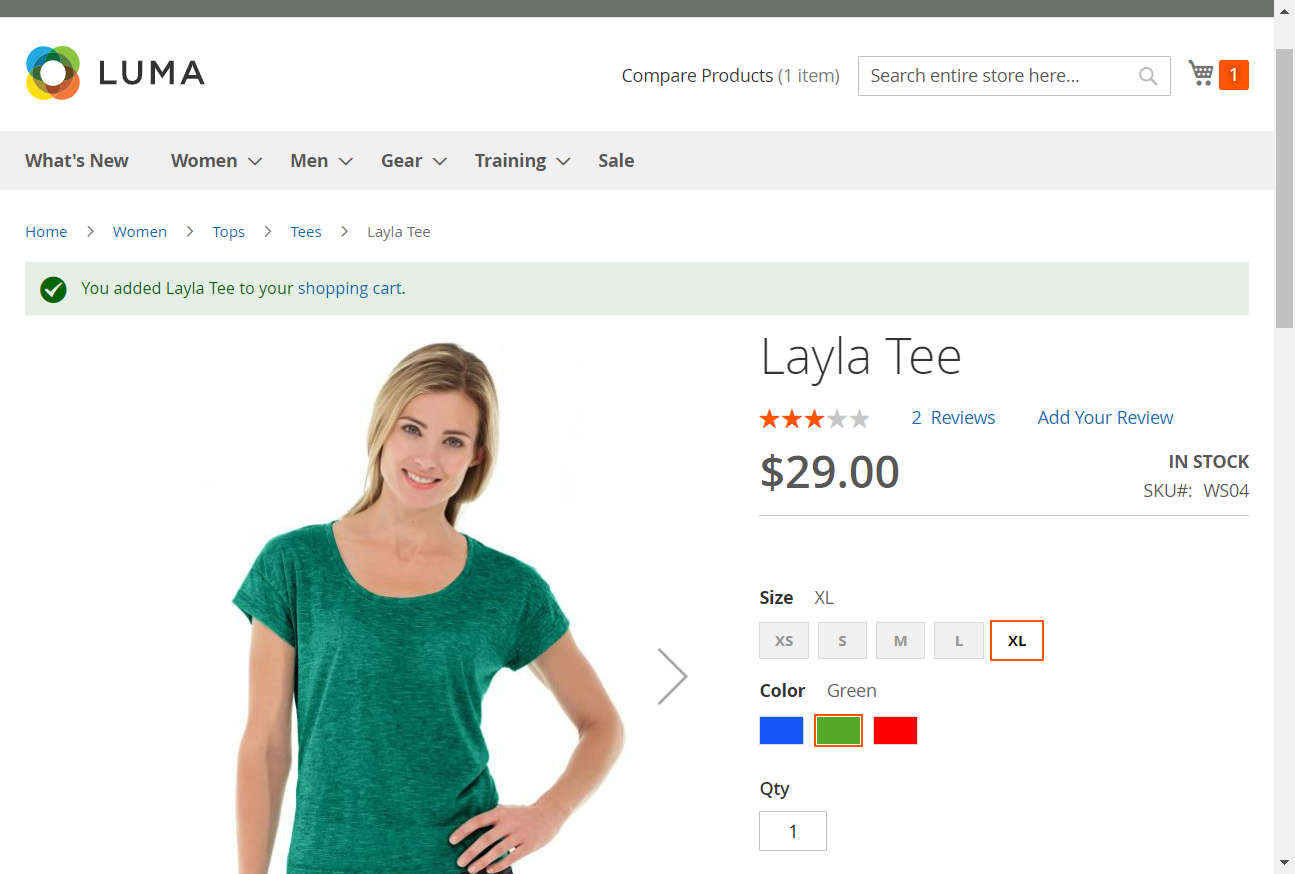 LUMA
Compare Products (1 item)
Search entire store here...
1
What's New Women Men Gear Training Sale
Home Women Tops Tees Layla Tee
You added Layla Tee to your shopping cart.
Layla Tee
2 Reviews Add Your Review
$29.00
IN STOCK
SKU#: WS04
Size XL
XS S M L XL
Color Green
Qty
1